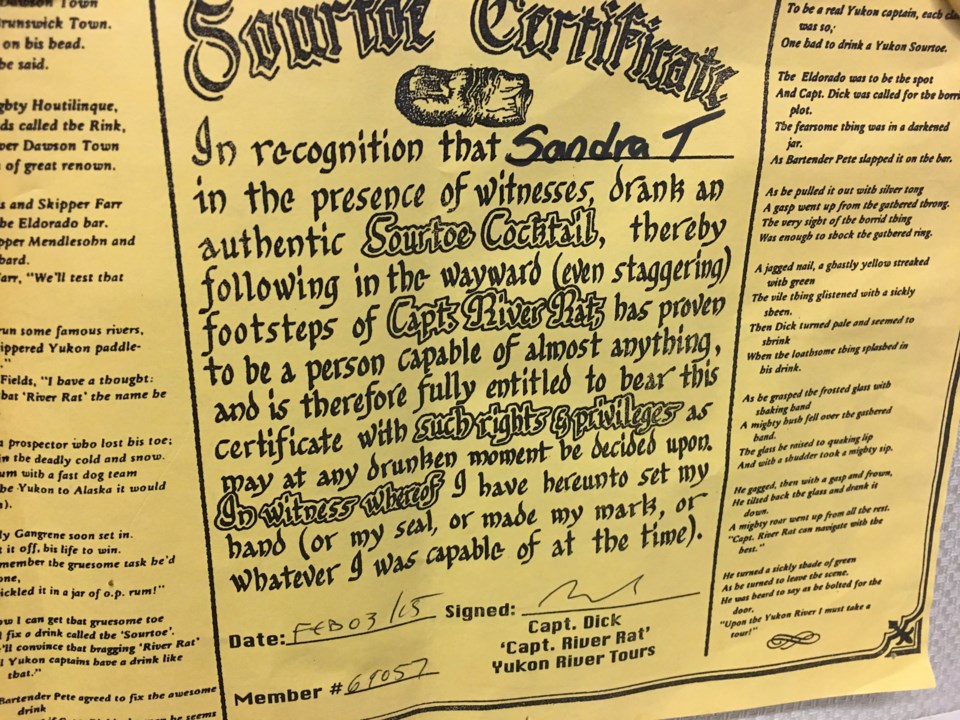 Dawson Town
Brunswick Town.
on his bead.
he said.
Houtilinque,
called the Rink,
Dawson Town
of great renown.
and Skipper Farr
Eldorado bar.
Mendlesohn and
"We'll test that
run some famous rivers,
Yukon paddle-
Fields, "I have a thought:
'River Rat' the name be
prospector who lost his toe;
in the deadly cold and snow.
with a fast dog team
Yukon to Alaska it would
Gangrene soon set in.
it off, his life to win.
the gruesome task he'd
it in a jar of o.p. rum!"
I can get that gruesome toe
fix a drink called the 'Sourtoe'.
convince that bragging 'River Rat'
Yukon captains have a drink like
that."
Bartender Pete agreed to fix the awesome
drink
he seems
Sourtoe Certificate
In recognition that Sandra T
in the presence of witnesses, drank an
authentic Sourtoe Cocktail, thereby
following in the wayward (even staggering)
footsteps of Capt. River Rat, has proven
to be a person capable of almost anything,
and is therefore fully entitled to bear this
certificate with such rights & privileges as
may at any drunken moment be decided upon.
In witness whereof I have hereunto set my
hand (or my seal, or made my mark, or
whatever I was capable of at the time).
Date: FEB 03/15 Signed:
Capt. Dick
'Capt. River Rat'
Yukon River Tours
Member # 69057
To be a real Yukon captain, each
was so,
One had to drink a Yukon Sourtoe.
The Eldorado was to be the spot
And Capt. Dick was called for the
plot.
The fearsome thing was in a darkened
jar.
As Bartender Pete slapped it on the bar.
As he pulled it out with silver tong
A gasp went up from the gathered throng.
The very sight of the horrid thing
Was enough to shock the gathered ring.
A jagged nail, a ghastly yellow streaked
with green
The vile thing glistened with a sickly
sheen.
Then Dick turned pale and seemed to
shrink
When the loathsome thing splashed in
his drink.
As he grasped the frosted glass with
shaking hand
A mighty hush fell over the gathered
band.
The glass he raised to quaking lip
And with a shudder took a mighty sip.
He gagged, then with a gasp and frown,
He tilted back the glass and drank it
down.
A mighty roar went up from all the rest.
"Capt. River Rat can navigate with the
best."
He turned a sickly shade of green
As he turned to leave the scene.
He was heard to say as he bolted for the
door,
"Upon the Yukon River I must take a
tour!"